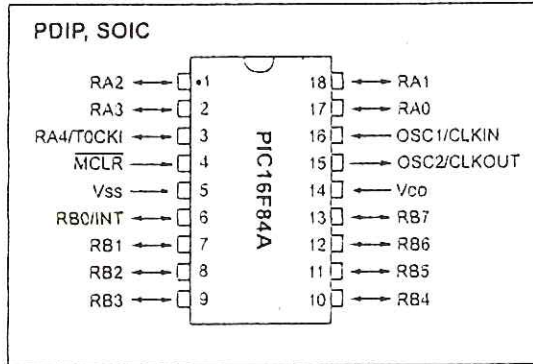 PDIP, SOIC
RA2 1 18 RA1
RA3 2 17 RA0
RA4/T0CKI 3 16 OSC1/CLKIN
MCLR 4 15 OSC2/CLKOUT
Vss 5 14 VDD
RB0/INT 6 13 RB7
RB1 7 12 RB6
RB2 8 11 RB5
RB3 9 10 RB4
PIC16F84A